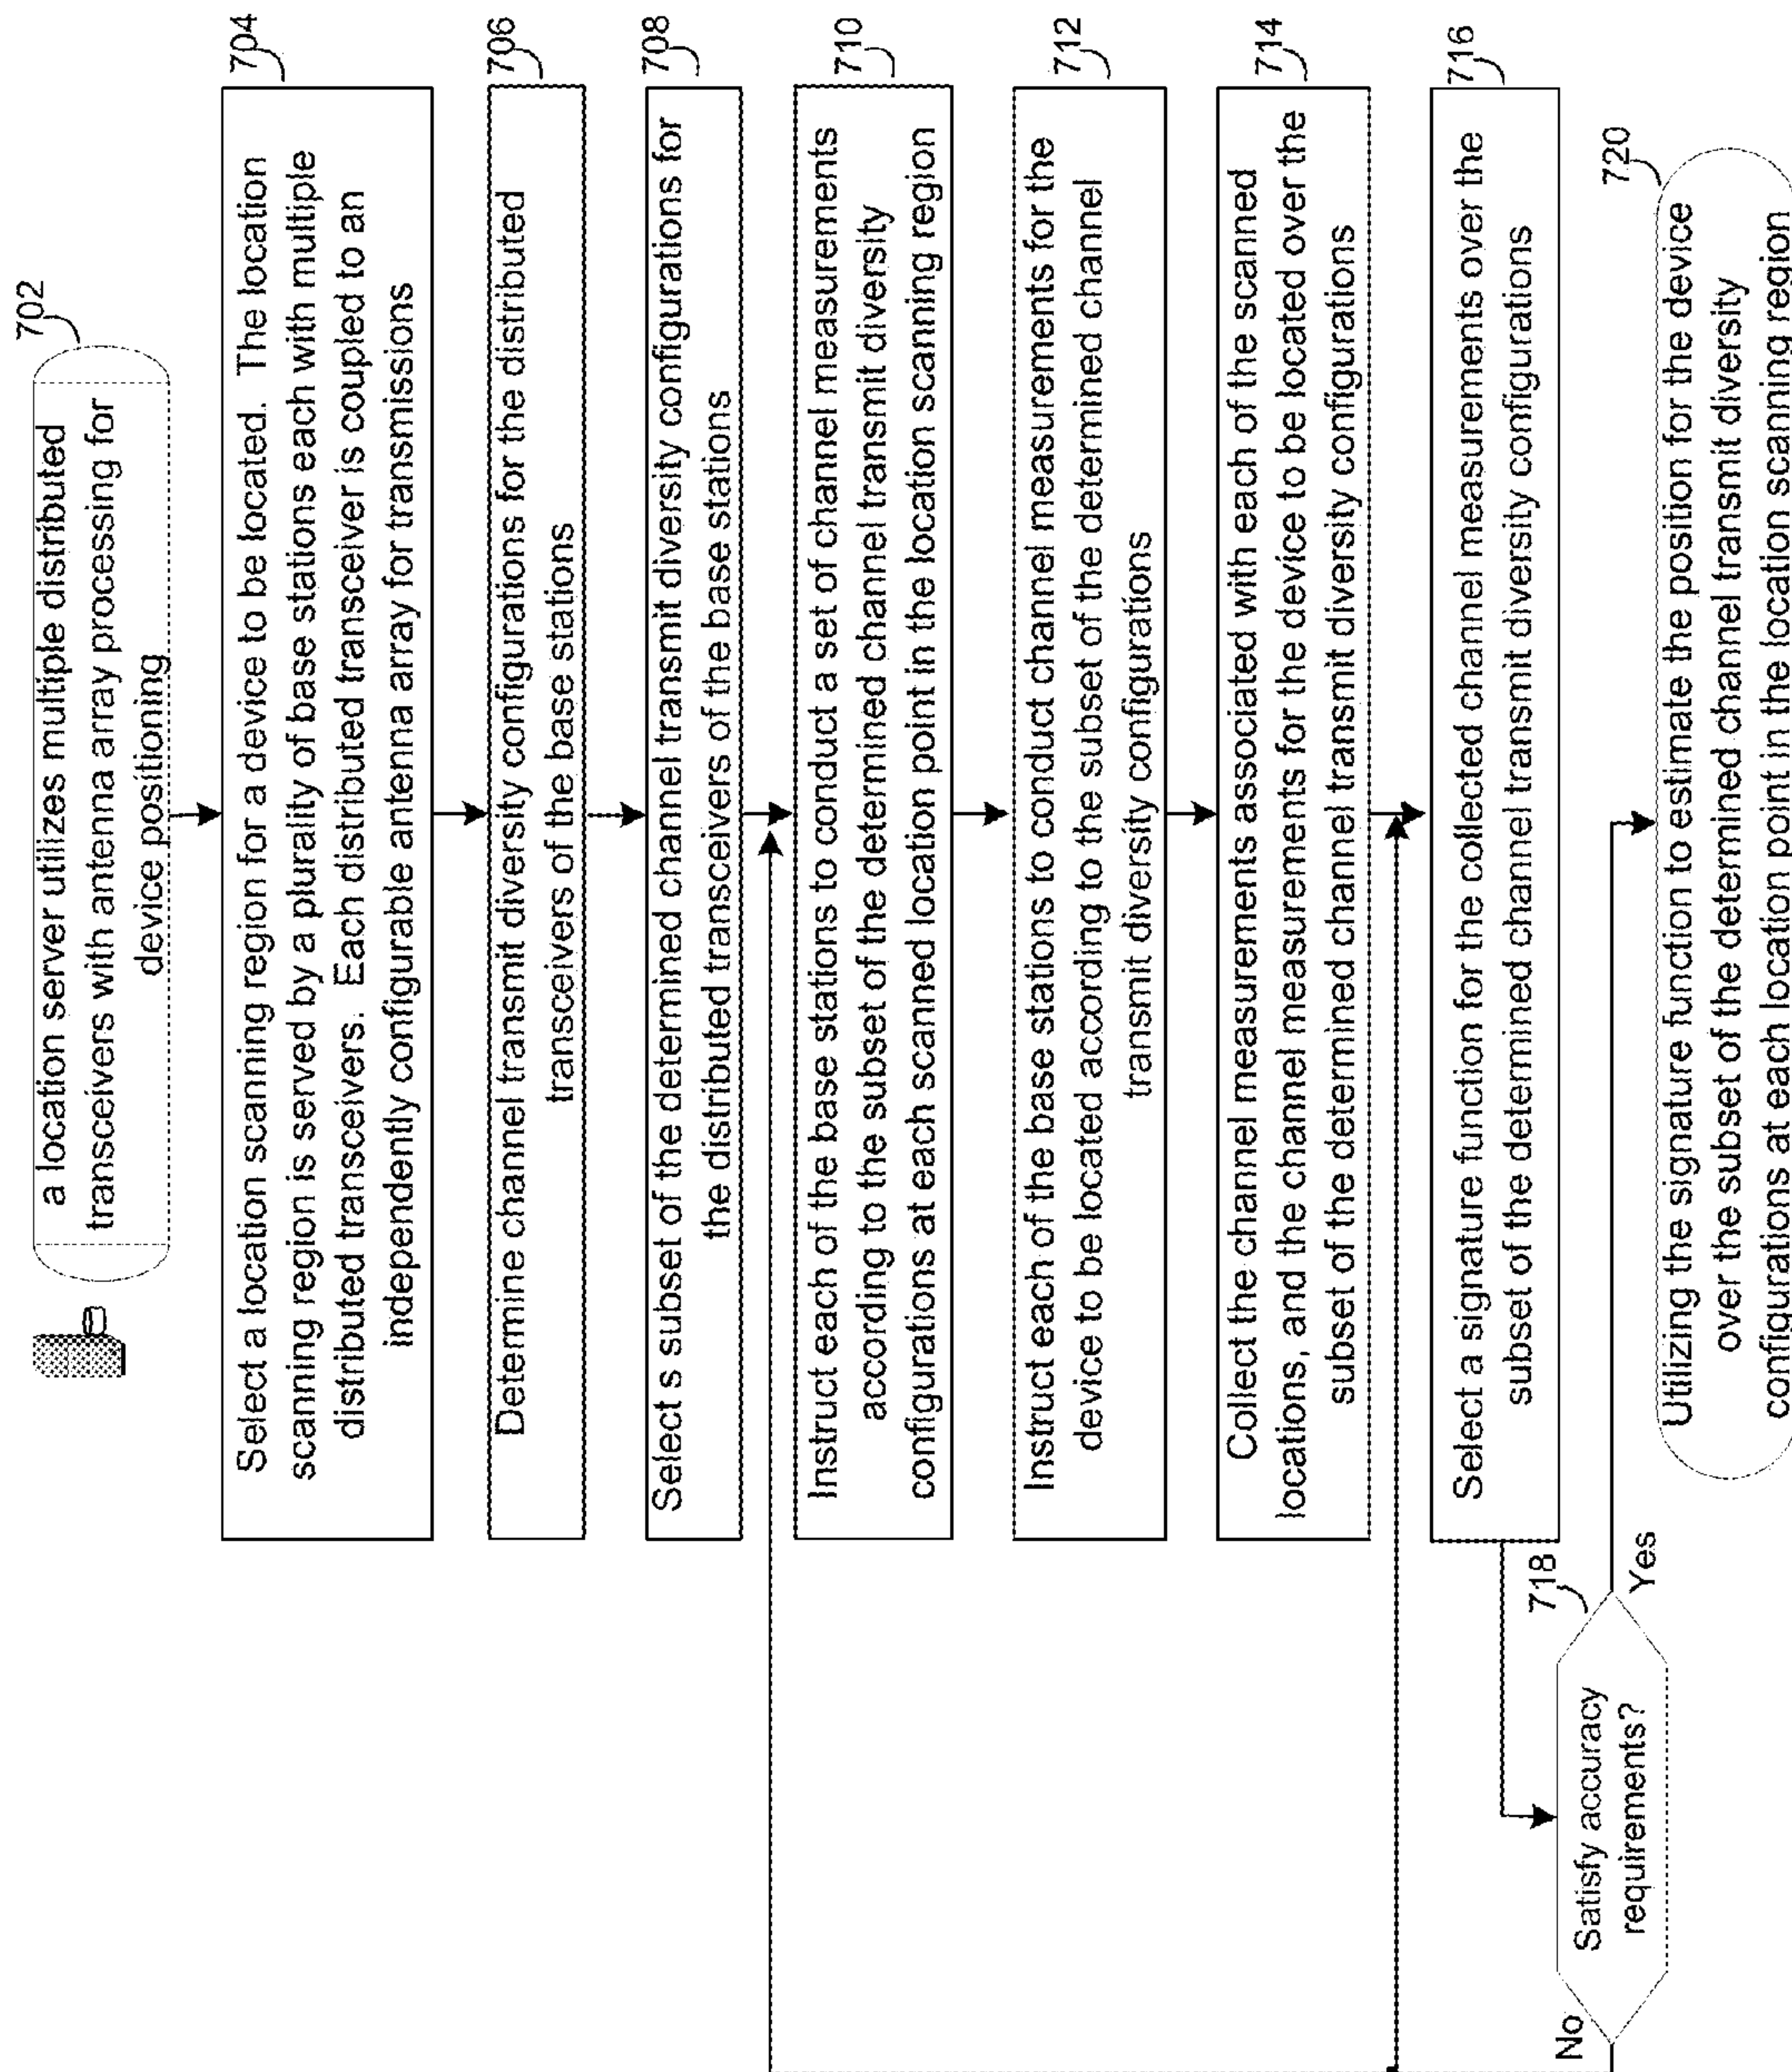 702
a location server utilizes multiple distributed
transceivers with antenna array processing for
device positioning
704
Select a location scanning region for a device to be located. The location
scanning region is served by a plurality of base stations each with multiple
distributed transceivers. Each distributed transceiver is coupled to an
independently configurable antenna array for transmissions
706
Determine channel transmit diversity configurations for the distributed
transceivers of the base stations
708
Select s subset of the determined channel transmit diversity configurations for
the distributed transceivers of the base stations
710
Instruct each of the base stations to conduct a set of channel measurements
according to the subset of the determined channel transmit diversity
configurations at each scanned location point in the location scanning region
712
Instruct each of the base stations to conduct channel measurements for the
device to be located according to the subset of the determined channel
transmit diversity configurations
714
Collect the channel measurements associated with each of the scanned
locations, and the channel measurements for the device to be located over the
subset of the determined channel transmit diversity configurations
716
Select a signature function for the collected channel measurements over the
subset of the determined channel transmit diversity configurations
718
Satisfy accuracy
requirements?
No
Yes
720
Utilizing the signature function to estimate the position for the device
over the subset of the determined channel transmit diversity
configurations at each location point in the location scanning region